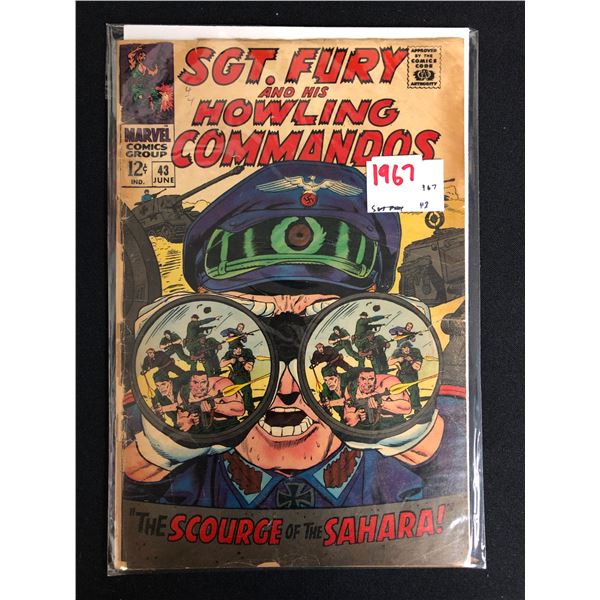 SGT. FURY
AND HIS
HOWLING
COMMANDOS
APPROVED
BY THE
COMICS
CODE
AUTHORITY
MARVEL
COMICS
GROUP
12¢
IND.
43
JUNE
1967
"THE SCOURGE OF THE SAHARA!"